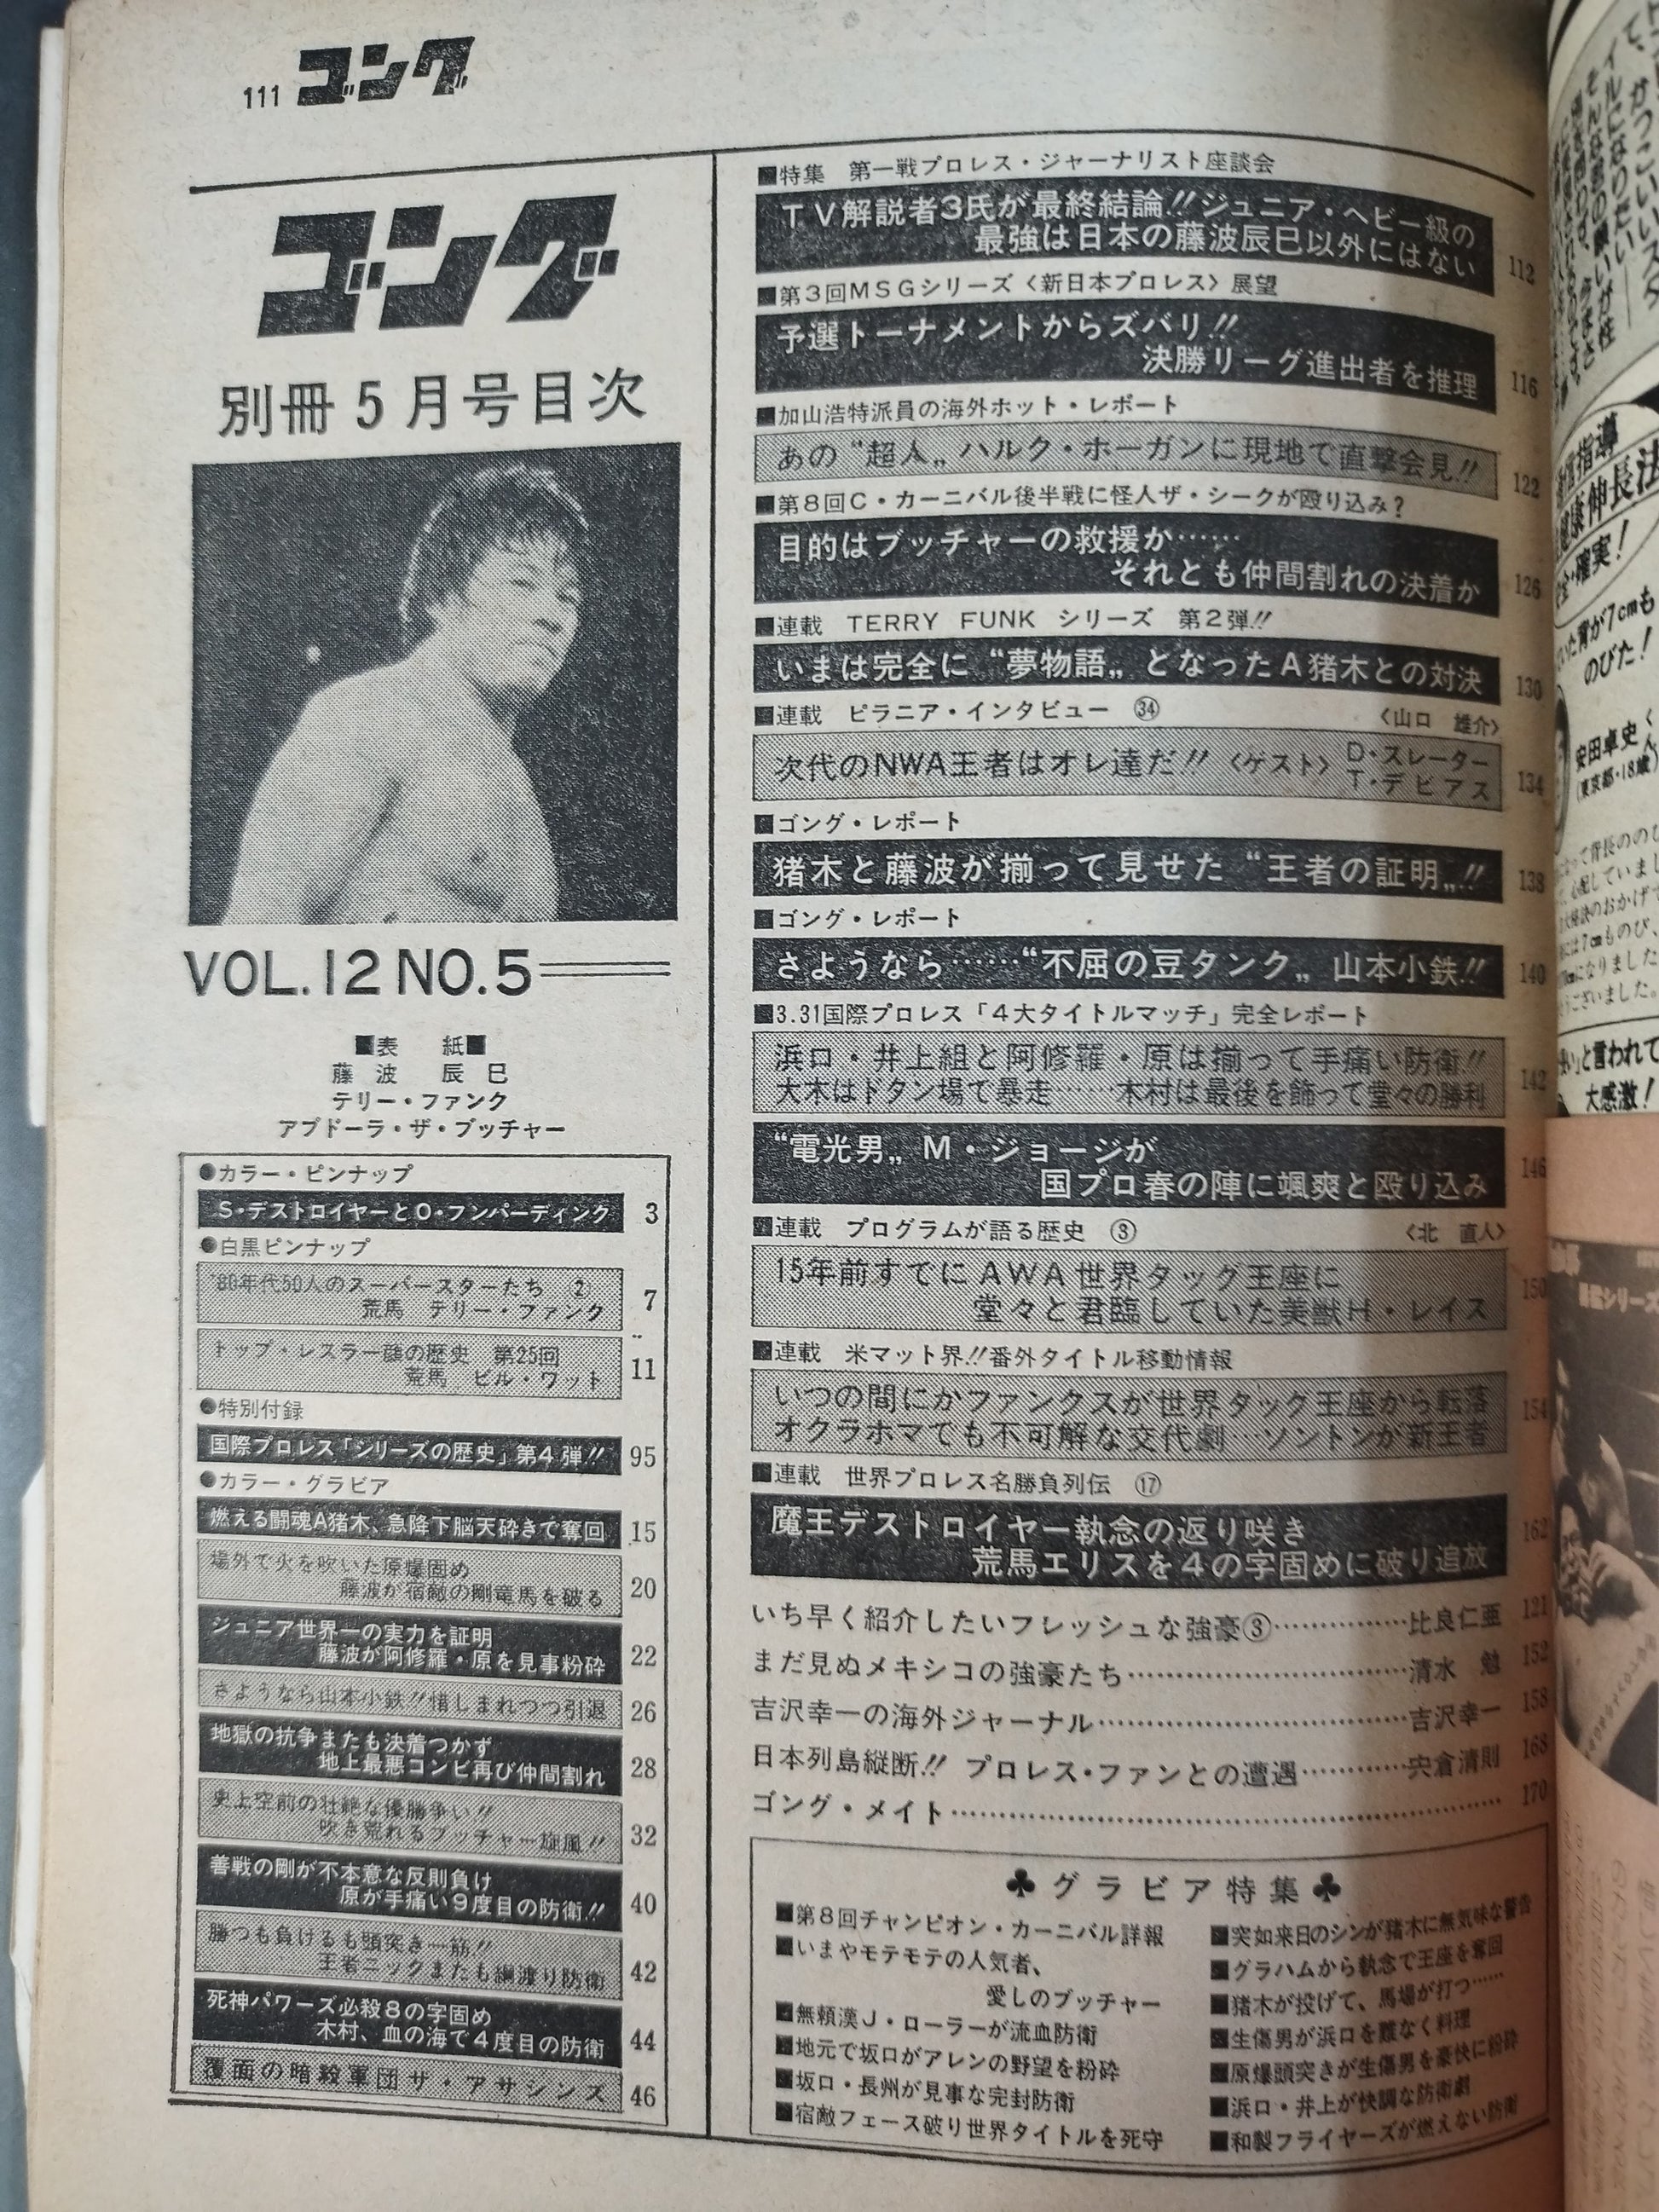 111 ゴング
ゴング
別冊5月号目次
VOL.12 NO.5
■表　紙■
藤波　辰巳
テリー・ファンク
アブドーラ・ザ・ブッチャー
●カラー・ピンナップ
S・デストロイヤーとO・フンパーディンク 3
●白黒ピンナップ
'80年代50人のスーパースターたち ②
荒馬 テリー・ファンク 7
トップ・レスラー顔の歴史 第25回
荒馬 ビル・ワット 11
●特別付録
国際プロレス「シリーズの歴史」第4弾!! 95
●カラー・グラビア
燃える闘魂A猪木、急降下脳天砕きで奪回 15
場外で火を吹いた原爆固め
藤波が宿敵の剛竜馬を破る 20
ジュニア世界一の実力を証明
藤波が阿修羅・原を見事粉砕 22
さようなら山本小鉄!!惜しまれつつ引退 26
地獄の抗争またも決着つかず
地上最悪コンビ再び仲間割れ 28
史上空前の壮絶な優勝争い!!
吹き荒れるブッチャー旋風!! 32
善戦の剛が不本意な反則負け
原が手痛い9度目の防衛!! 40
勝つも負けるも頭突き一筋!!
王者ニックまたも綱渡り防衛 42
死神パワーズ必殺8の字固め
木村、血の海で4度目の防衛 44
覆面の暗殺軍団ザ・アサシンズ 46
■特集　第一戦プロレス・ジャーナリスト座談会
TV解説者3氏が最終結論!!ジュニア・ヘビー級の
最強は日本の藤波辰巳以外にはない 112
■第3回MSGシリーズ〈新日本プロレス〉展望
予選トーナメントからズバリ!!
決勝リーグ進出者を推理 116
■加山浩特派員の海外ホット・レポート
あの“超人„ハルク・ホーガンに現地で直撃会見!! 122
■第8回C・カーニバル後半戦に怪人ザ・シークが殴り込み?
目的はブッチャーの救援か……
それとも仲間割れの決着か 126
■連載　TERRY FUNK シリーズ　第2弾!!
いまは完全に“夢物語„となったA猪木との対決 130
■連載　ピラニア・インタビュー　㉞ 〈山口　雄介〉
次代のNWA王者はオレ達だ!!〈ゲスト〉D・スレーター
T・デビアス 134
■ゴング・レポート
猪木と藤波が揃って見せた“王者の証明„!! 138
■ゴング・レポート
さようなら……“不屈の豆タンク„山本小鉄!! 140
■3.31国際プロレス「4大タイトルマッチ」完全レポート
浜口・井上組と阿修羅・原は揃って手痛い防衛!!
大木はドタン場で暴走……木村は最後を飾って堂々の勝利 142
“電光男„M・ジョージが
国プロ春の陣に颯爽と殴り込み 146
■連載　プログラムが語る歴史　③ 〈北　直人〉
15年前すでにAWA世界タッグ王座に
堂々と君臨していた美獣H・レイス 150
■連載　米マット界!!番外タイトル移動情報
いつの間にかファンクスが世界タッグ王座から転落
オクラホマでも不可解な交代劇…ソントンが新王者 154
■連載　世界プロレス名勝負列伝　⑰
魔王デストロイヤー執念の返り咲き
荒馬エリスを4の字固めに破り追放 162
いち早く紹介したいフレッシュな強豪③……………比良仁亜 121
まだ見ぬメキシコの強豪たち……………清水　勉 152
吉沢幸一の海外ジャーナル……………吉沢幸一 158
日本列島縦断!! プロレス・ファンとの遭遇…………宍倉清則 168
ゴング・メイト…………… 170
♣グラビア特集♣
■第8回チャンピオン・カーニバル詳報
■いまやモテモテの人気者、
愛しのブッチャー
■無頼漢J・ローラーが流血防衛
■地元で坂口がアレンの野望を粉砕
■坂口・長州が見事な完封防衛
■宿敵フェース破り世界タイトルを死守
■突如来日のシンが猪木に無気味な警告
■グラハムから執念で王座を奪回
■猪木が投げて、馬場が打つ……
■生傷男が浜口を難なく料理
■原爆頭突きが生傷男を豪快に粉砕
■浜口・井上が快調な防衛劇
■和製フライヤーズが燃えない防衛
健康伸長法
確実!
背が7cmも
のびた!
安田卓史
(東京都・18歳)
と言われて
大感激!